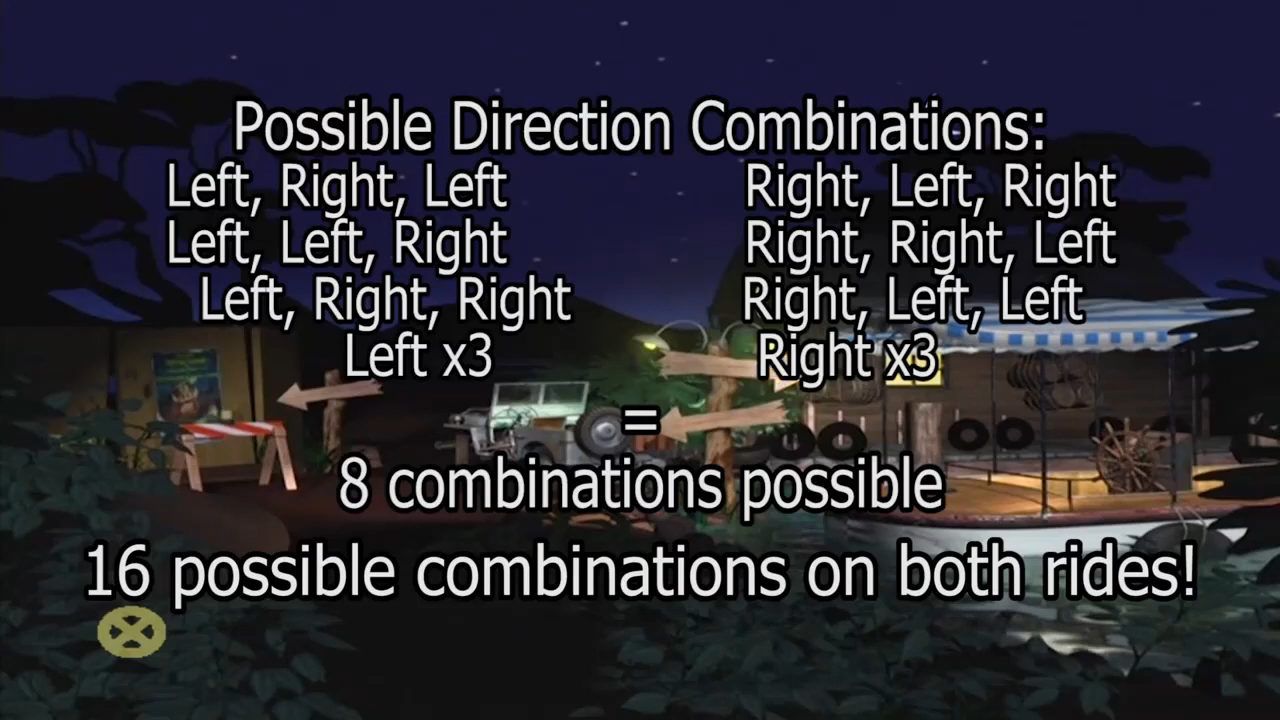 Possible Direction Combinations:
Left, Right, Left
Right, Left, Right
Left, Left, Right
Right, Right, Left
Left, Right, Right
Right, Left, Left
Left x3
Right x3
=
8 combinations possible
16 possible combinations on both rides!